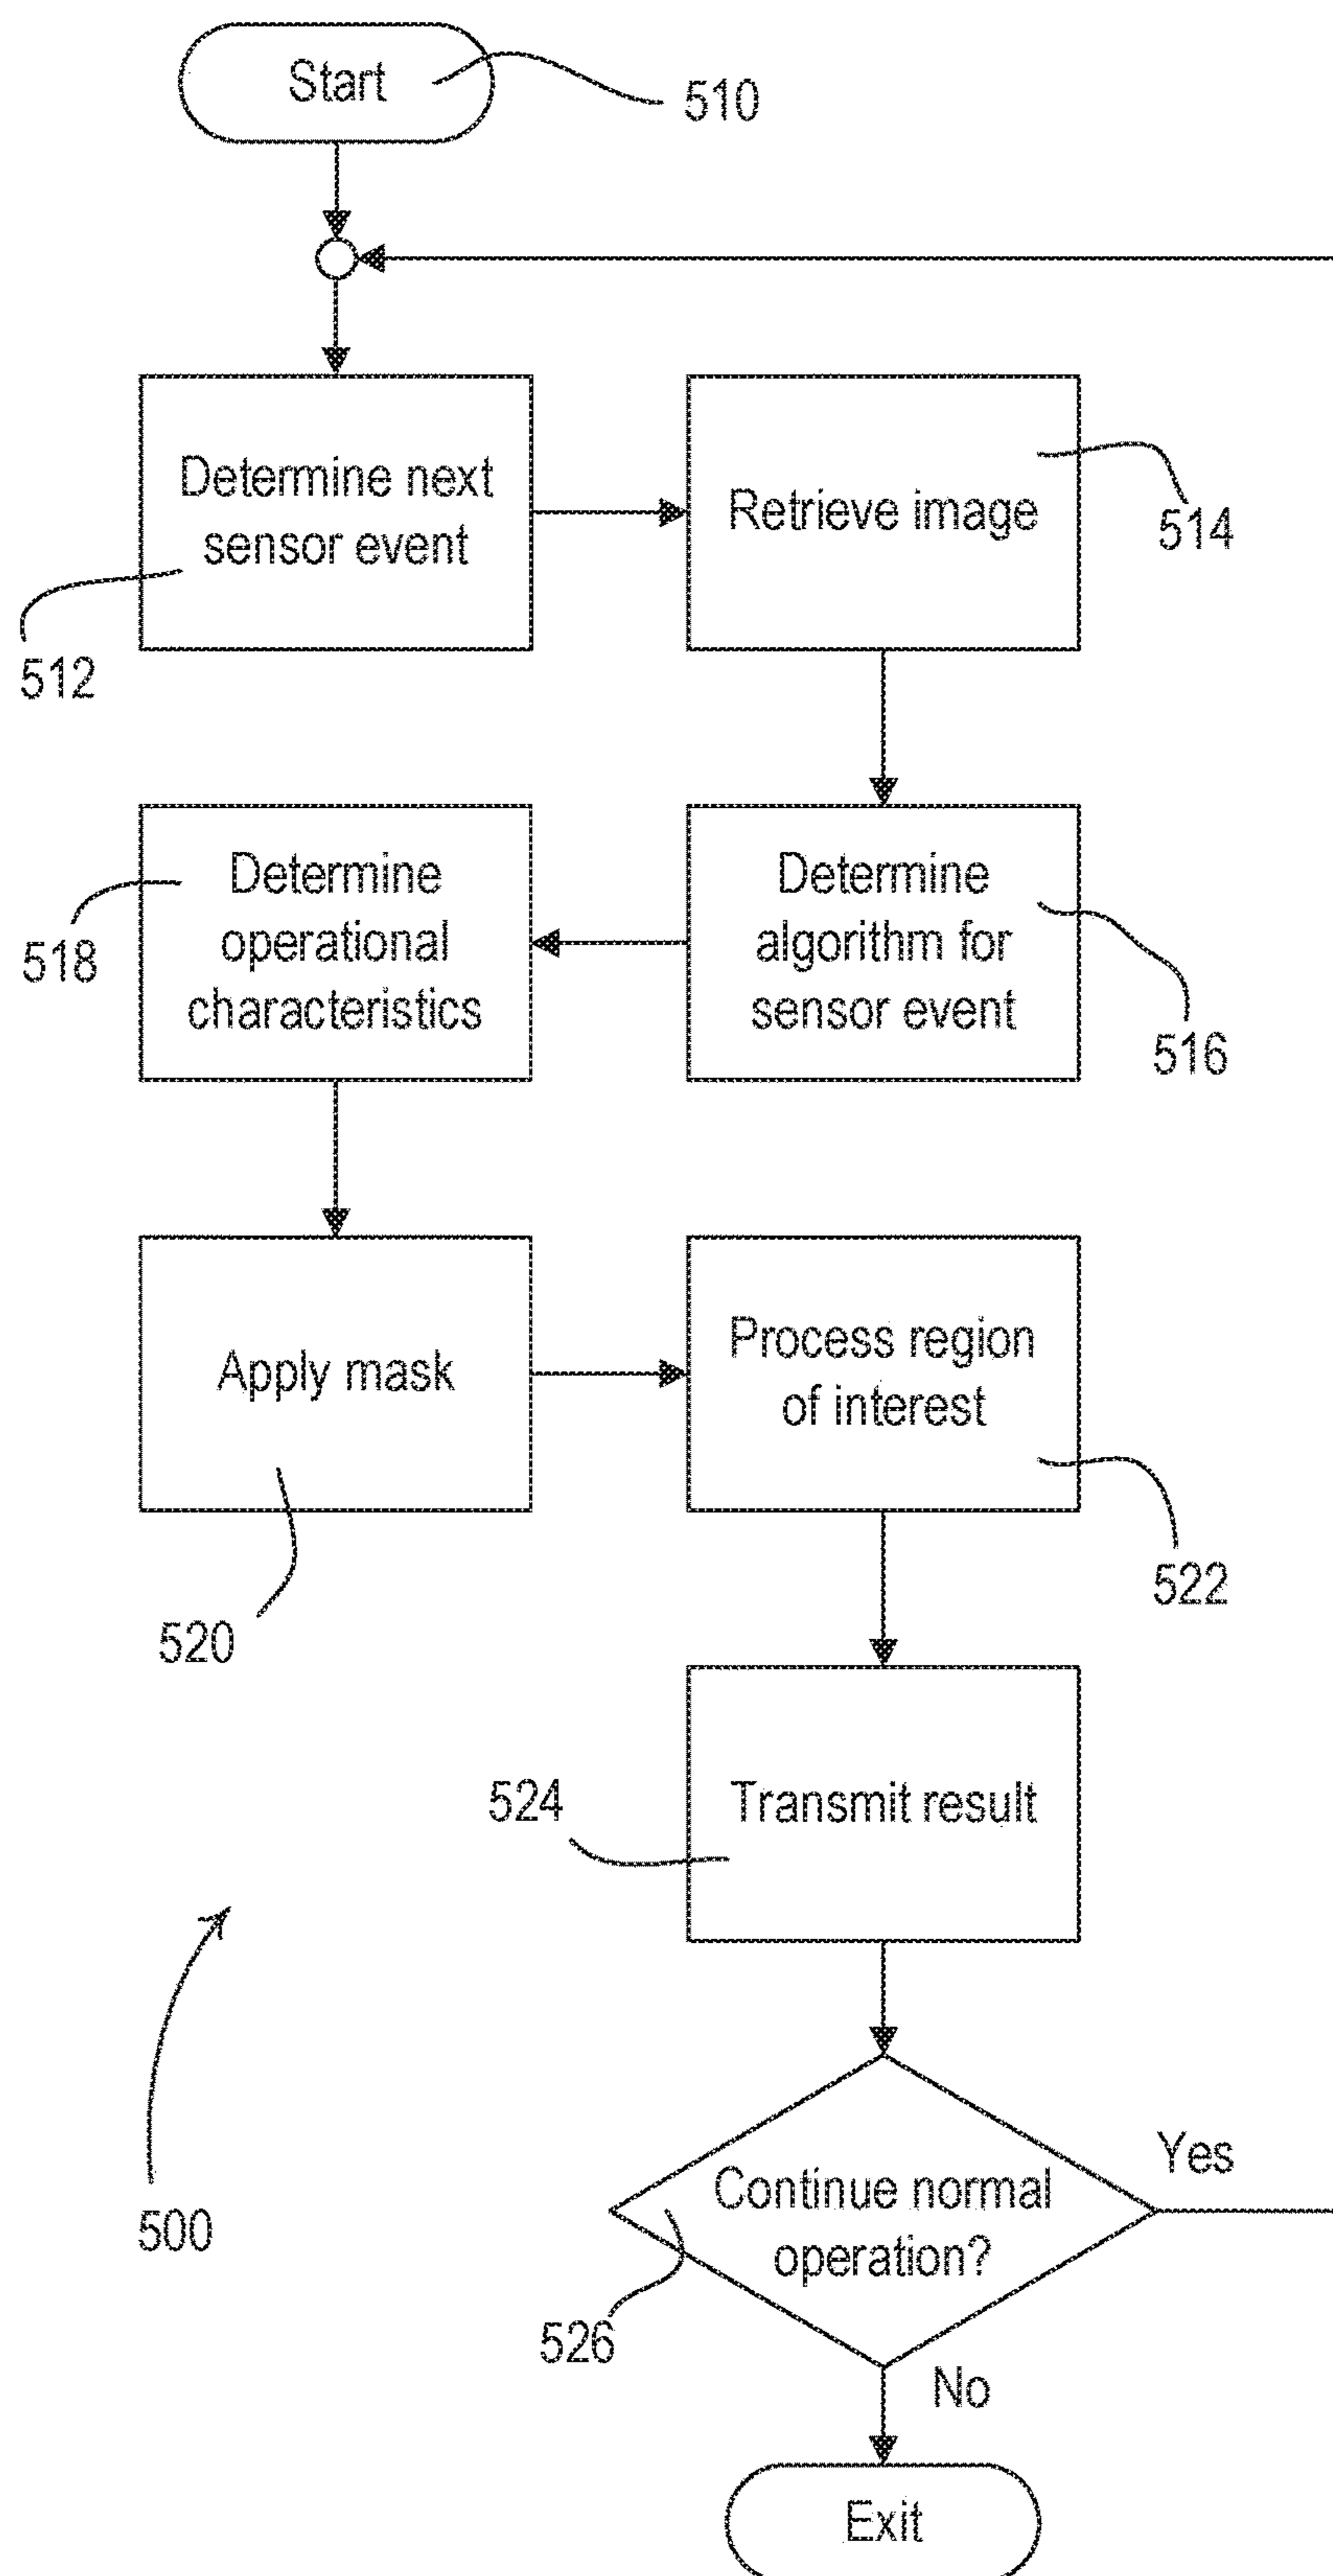 Start
510
Determine next
sensor event
512
Retrieve image
514
Determine
algorithm for
sensor event
516
Determine
operational
characteristics
518
Apply mask
520
Process region
of interest
522
Transmit result
524
Continue normal
operation?
526
Yes
No
Exit
500